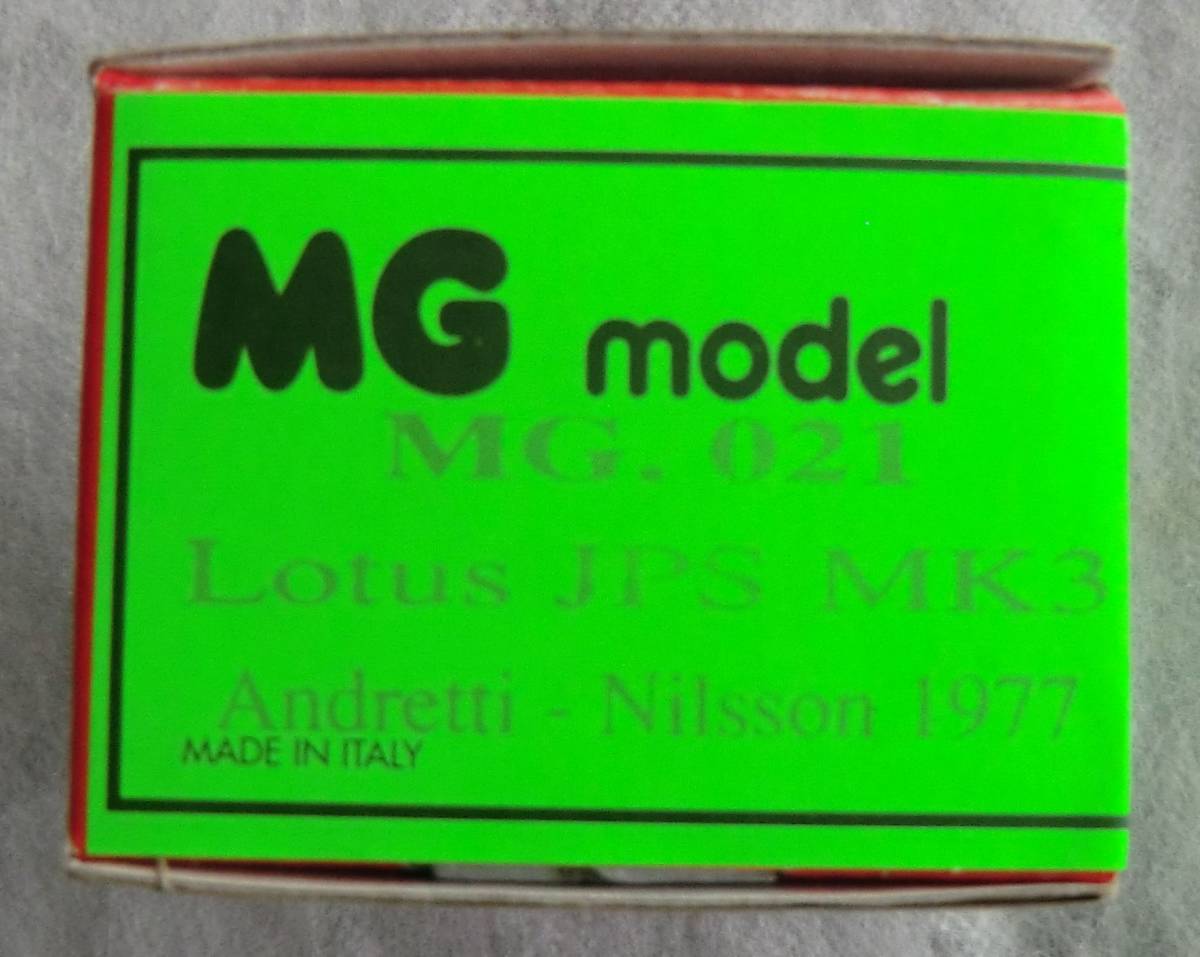 MG model
MG. 021
Lotus JPS MK3
Andretti - Nilsson 1977
MADE IN ITALY